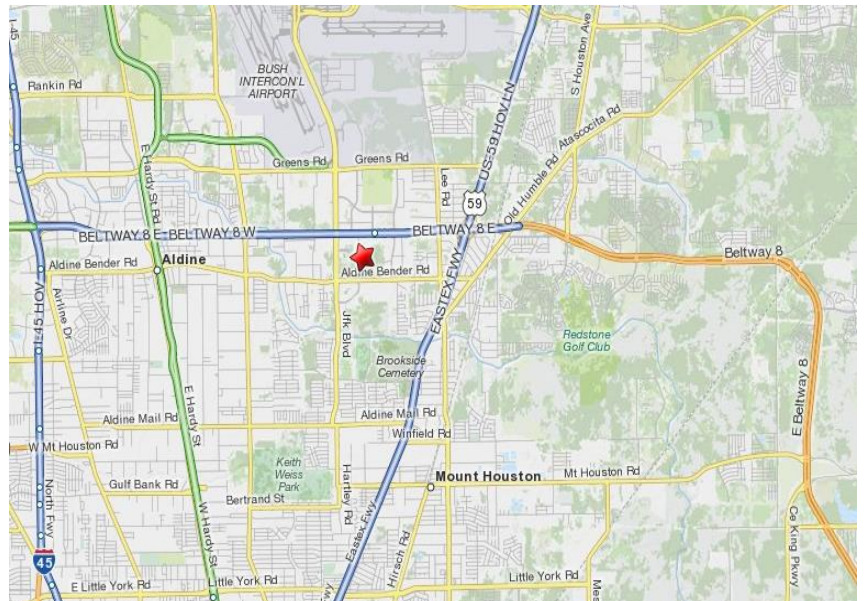 I-45
Rankin Rd
BUSH
INTERCON'L
AIRPORT
S Houston Ave
US-59 HOV LN
Atascocita Rd
E Hardy St Rd
Greens Rd
Greens Rd
Lee Rd
59
Old Humble Rd
BELTWAY 8 E-BELTWAY 8 W
BELTWAY 8 E
Beltway 8
Aldine Bender Rd
Aldine
Aldine Bender Rd
Airline Dr
I-45 HOV
Jfk Blvd
EASTEX FWY
Redstone
Golf Club
Brookside
Cemetery
E Hardy St
E Beltway 8
Aldine Mail Rd
Aldine Mail Rd
W Mt Houston Rd
Winfield Rd
Keith
Weiss
Park
Mount Houston
Mt Houston Rd
Gulf Bank Rd
Hartley Rd
Bertrand St
North Fwy
W Hardy St
Eastex Fwy
Hirsch Rd
Ce King Pkwy
45
E Little York Rd
Little York Rd
Little York Rd
wy
Mes